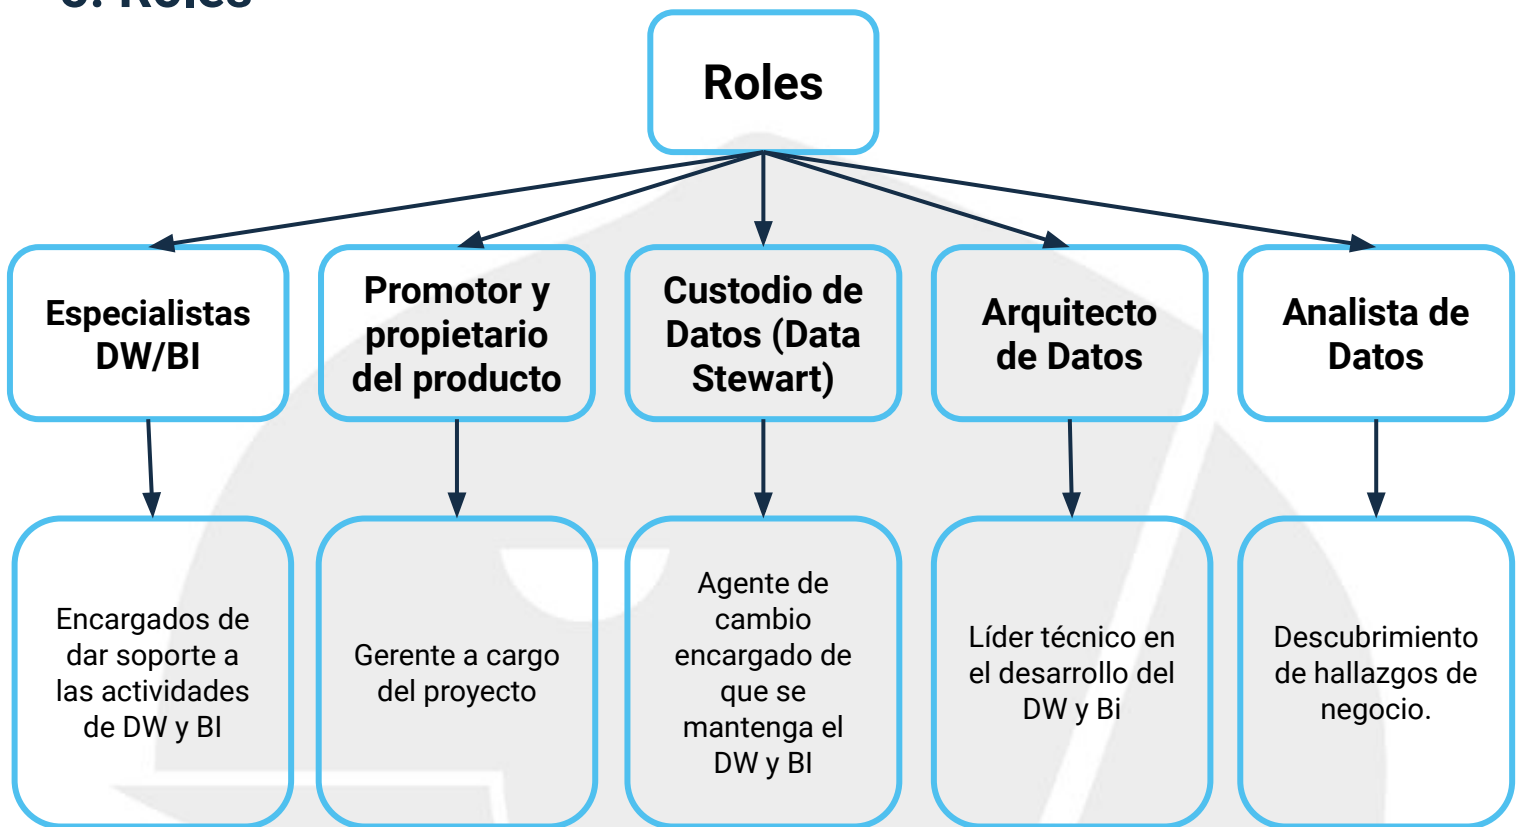 Roles
Roles
Especialistas
DW/BI
Promotor y
propietario
del producto
Custodio de
Datos (Data
Stewart)
Arquitecto
de Datos
Analista de
Datos
Encargados de
dar soporte a
las actividades
de DW y BI
Gerente a cargo
del proyecto
Agente de
cambio
encargado de
que se
mantenga el
DW y BI
Líder técnico en
el desarrollo del
DW y Bi
Descubrimiento
de hallazgos de
negocio.